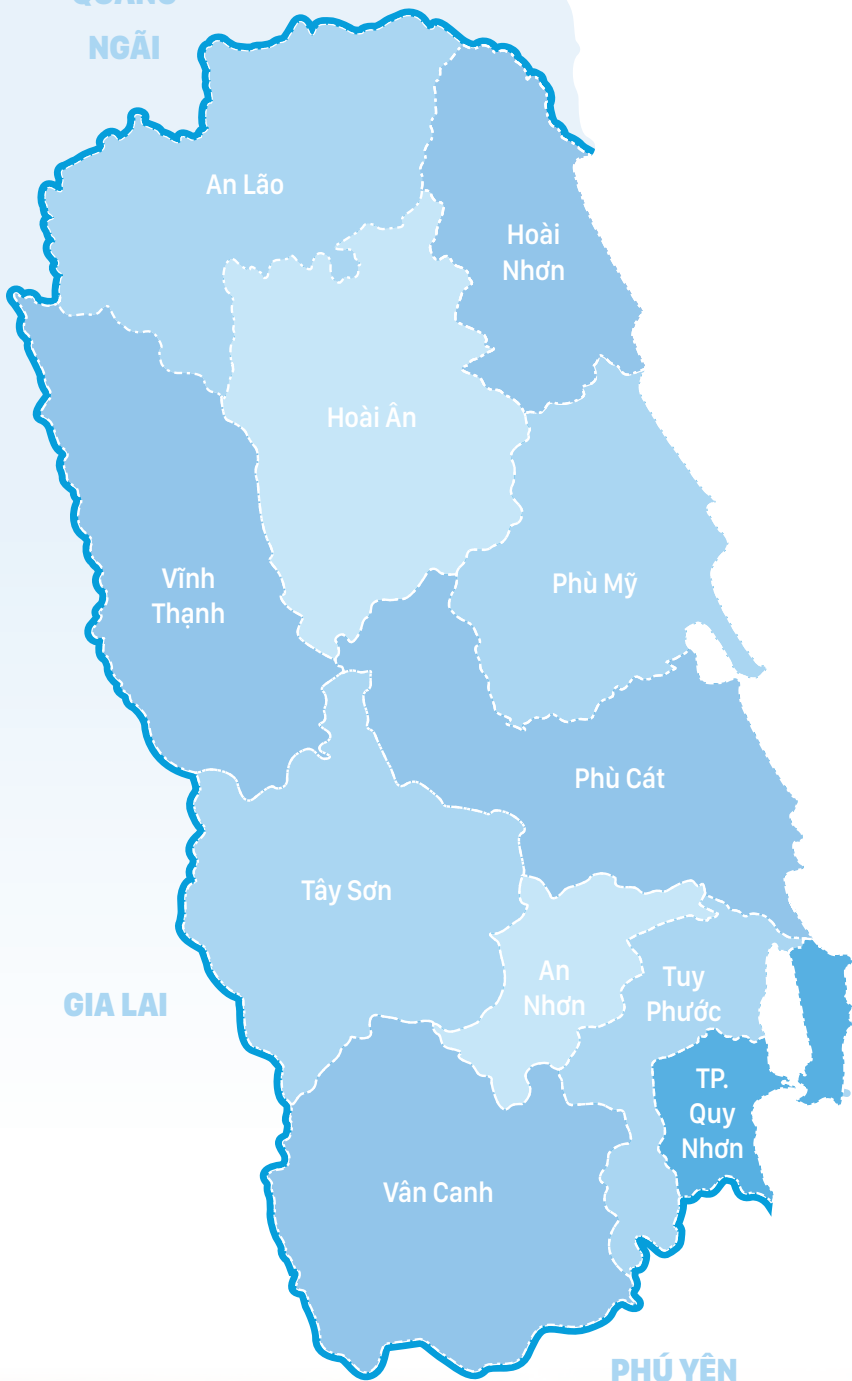 QUẢNG
NGÃI
An Lão
Hoài
Nhơn
Hoài Ân
Vĩnh
Thạnh
Phù Mỹ
Phù Cát
Tây Sơn
An
Nhơn
Tuy
Phước
GIA LAI
TP.
Quy
Nhơn
Vân Canh
PHÚ YÊN